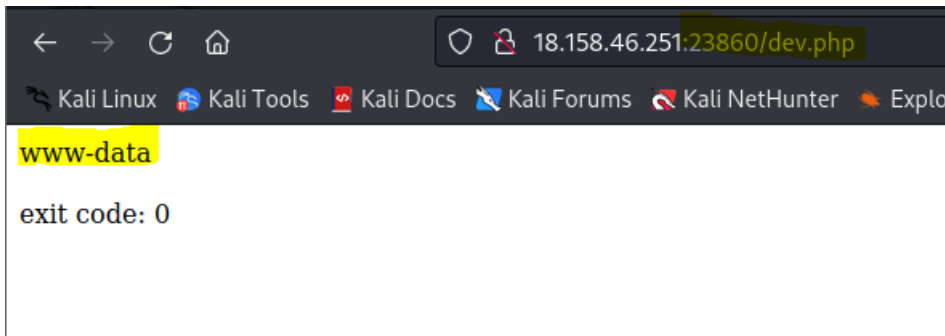 18.158.46.251:23860/dev.php
Kali Linux Kali Tools Kali Docs Kali Forums Kali NetHunter Explo
www-data
exit code: 0